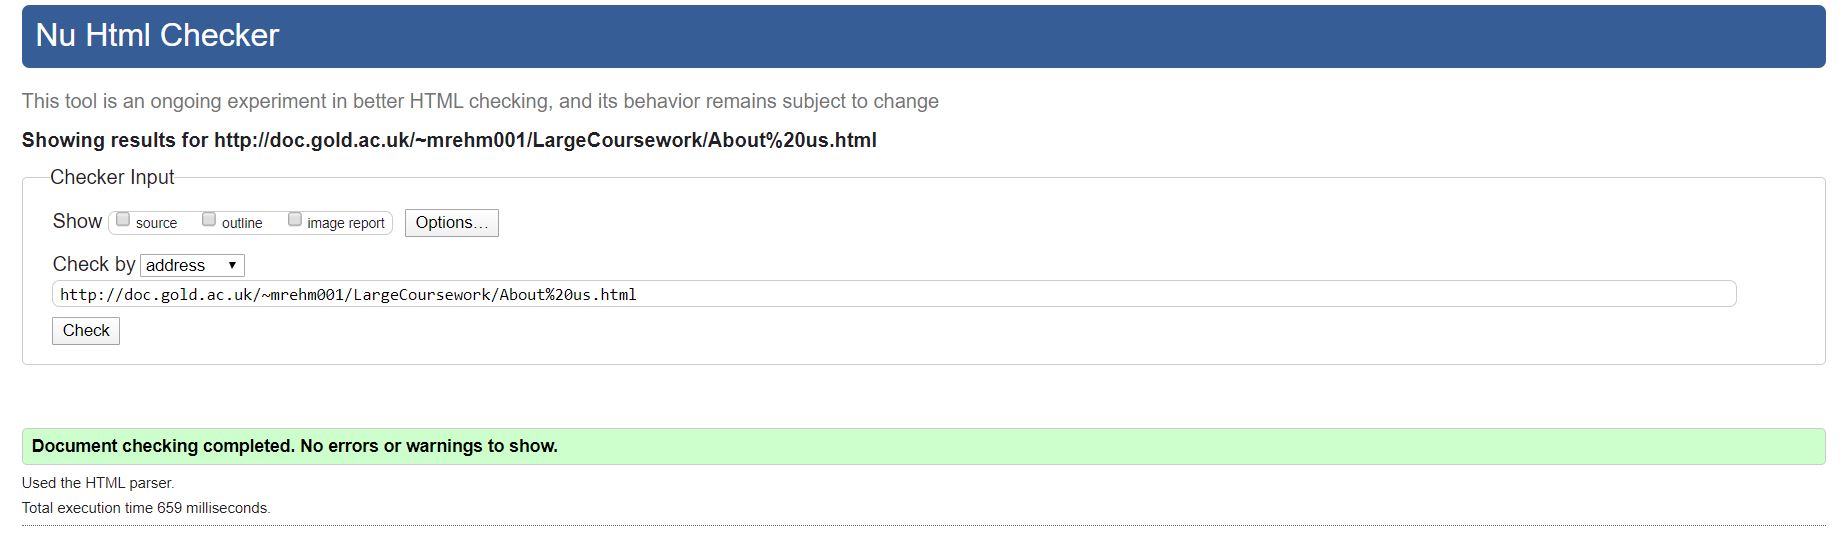 Nu Html Checker
This tool is an ongoing experiment in better HTML checking, and its behavior remains subject to change
Showing results for http://doc.gold.ac.uk/~mrehm001/LargeCoursework/About%20us.html
Checker Input
Show source outline image report Options…
Check by address
http://doc.gold.ac.uk/~mrehm001/LargeCoursework/About%20us.html
Check
Document checking completed. No errors or warnings to show.
Used the HTML parser.
Total execution time 659 milliseconds.